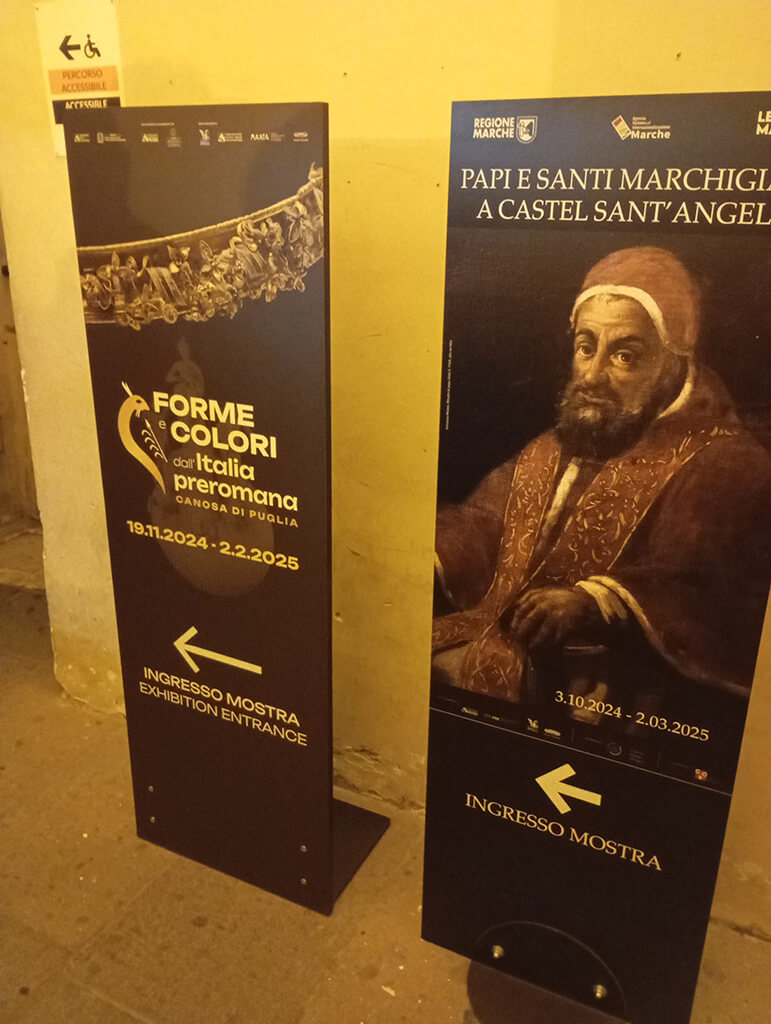 PERCORSO
ACCESSIBILE
ACCESSIBLE
FORME
e COLORI
dall'Italia
preromana
CANOSA DI PUGLIA
19.11.2024 - 2.2.2025
INGRESSO MOSTRA
EXHIBITION ENTRANCE
REGIONE
MARCHE
Marche
LE
MA
PAPI E SANTI MARCHIGIA
A CASTEL SANT'ANGEL
3.10.2024 - 2.03.2025
INGRESSO MOSTRA